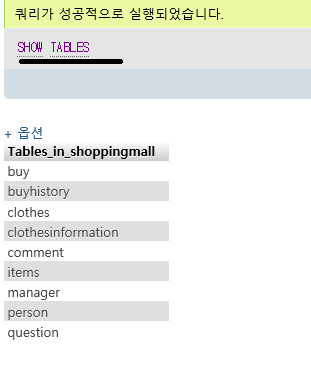 쿼리가 성공적으로 실행되었습니다.
SHOW TABLES
+ 옵션
Tables_in_shoppingmall
buy
buyhistory
clothes
clothesinformation
comment
items
manager
person
question